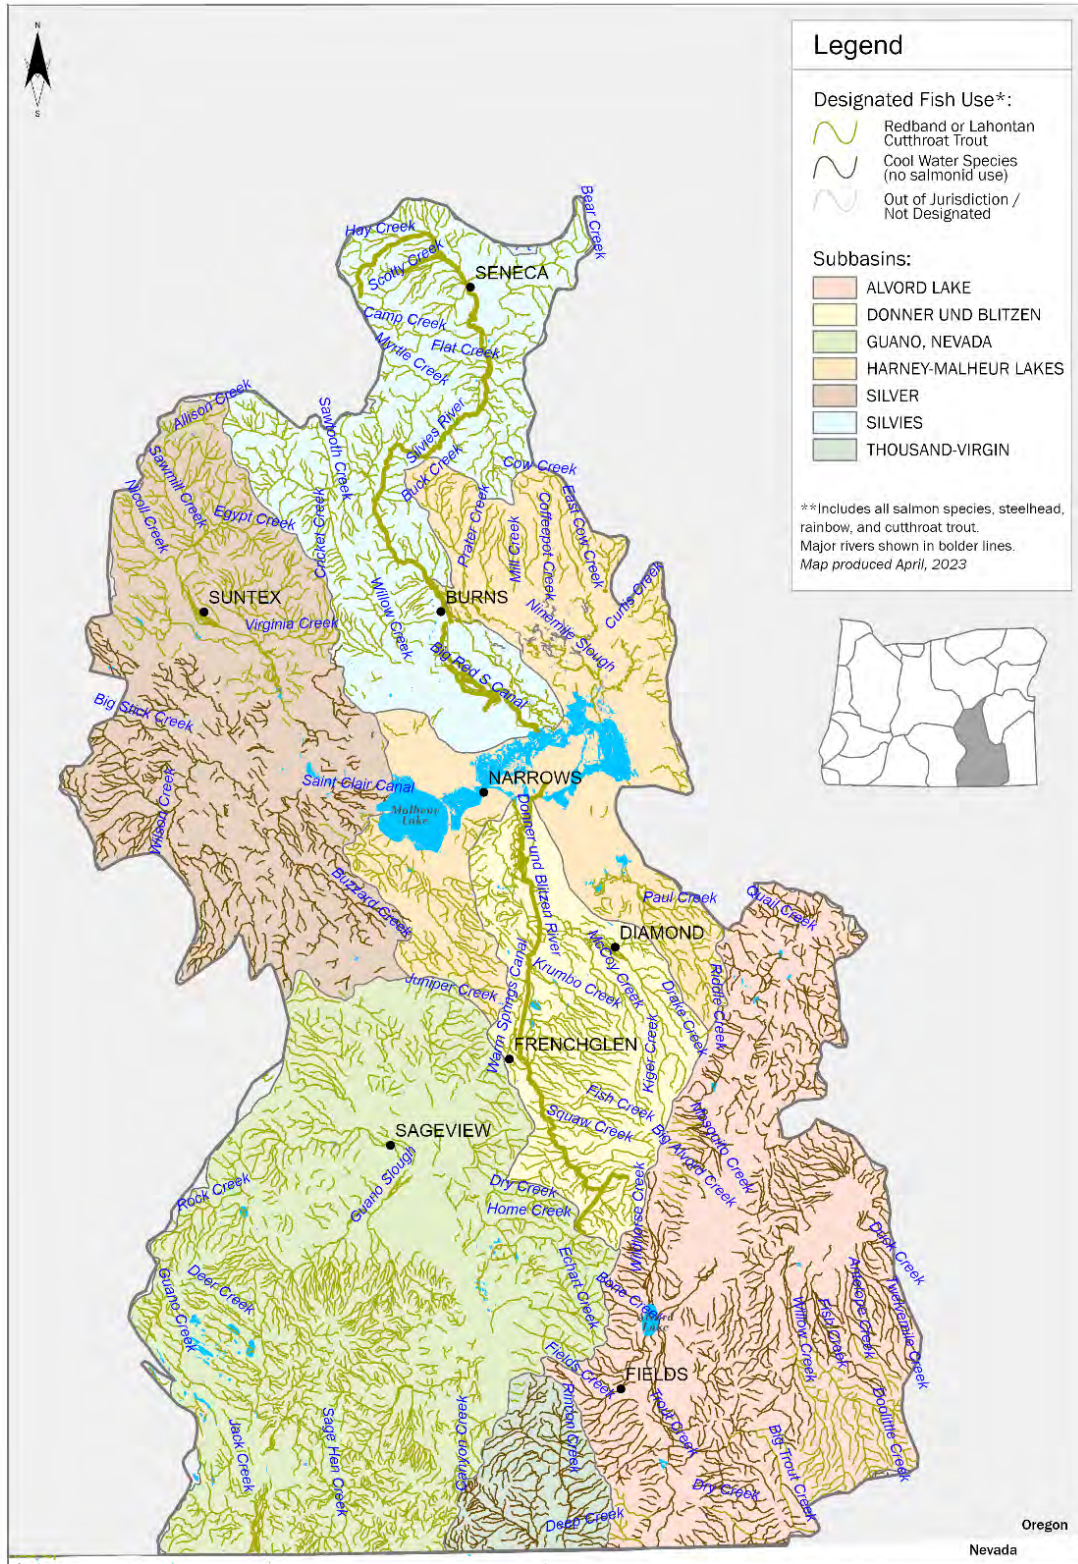 N
S
Legend
Designated Fish Use*:
Redband or Lahontan
Cutthroat Trout
Cool Water Species
(no salmonid use)
Out of Jurisdiction /
Not Designated
Subbasins:
ALVORD LAKE
DONNER UND BLITZEN
GUANO, NEVADA
HARNEY-MALHEUR LAKES
SILVER
SILVIES
THOUSAND-VIRGIN
**Includes all salmon species, steelhead,
rainbow, and cutthroat trout.
Major rivers shown in bolder lines.
Map produced April, 2023
Bear Creek
Hay Creek
Scotty Creek
SENECA
Camp Creek
Flat Creek
Myrtle Creek
Allison Creek
Sawtooth Creek
Silvies River
Buck Creek
Cow Creek
Sawmill Creek
Nicoll Creek
Egypt Creek
Cricket Creek
Prater Creek
Mill Creek
Coffeepot Creek
East Cow Creek
Curtis Creek
SUNTEX
Virginia Creek
Willow Creek
BURNS
Ninemile Slough
Big Red S Canal
Big Stick Creek
Saint Clair Canal
NARROWS
Malheur
Lake
Wilson Creek
Donner und Blitzen River
Buzzard Creek
Paul Creek
Quail Creek
DIAMOND
McCoy Creek
Krumbo Creek
Drake Creek
Riddle Creek
Juniper Creek
Warm Springs Canal
FRENCHGLEN
Kiger Creek
Fish Creek
Squaw Creek
Mosquito Creek
Big Alvord Creek
SAGEVIEW
Guano Slough
Rock Creek
Dry Creek
Home Creek
Wildhorse Creek
Duck Creek
Deer Creek
Guano Creek
Echart Creek
Bone Creek
Lake
Antelope Creek
Twelvemile Creek
Fish Creek
Willow Creek
Fields Creek
FIELDS
Rincon Creek
Trout Creek
Doolittle Creek
Jack Creek
Sage Hen Creek
Canyon Creek
Big Trout Creek
Dry Creek
Deep Creek
Oregon
Nevada